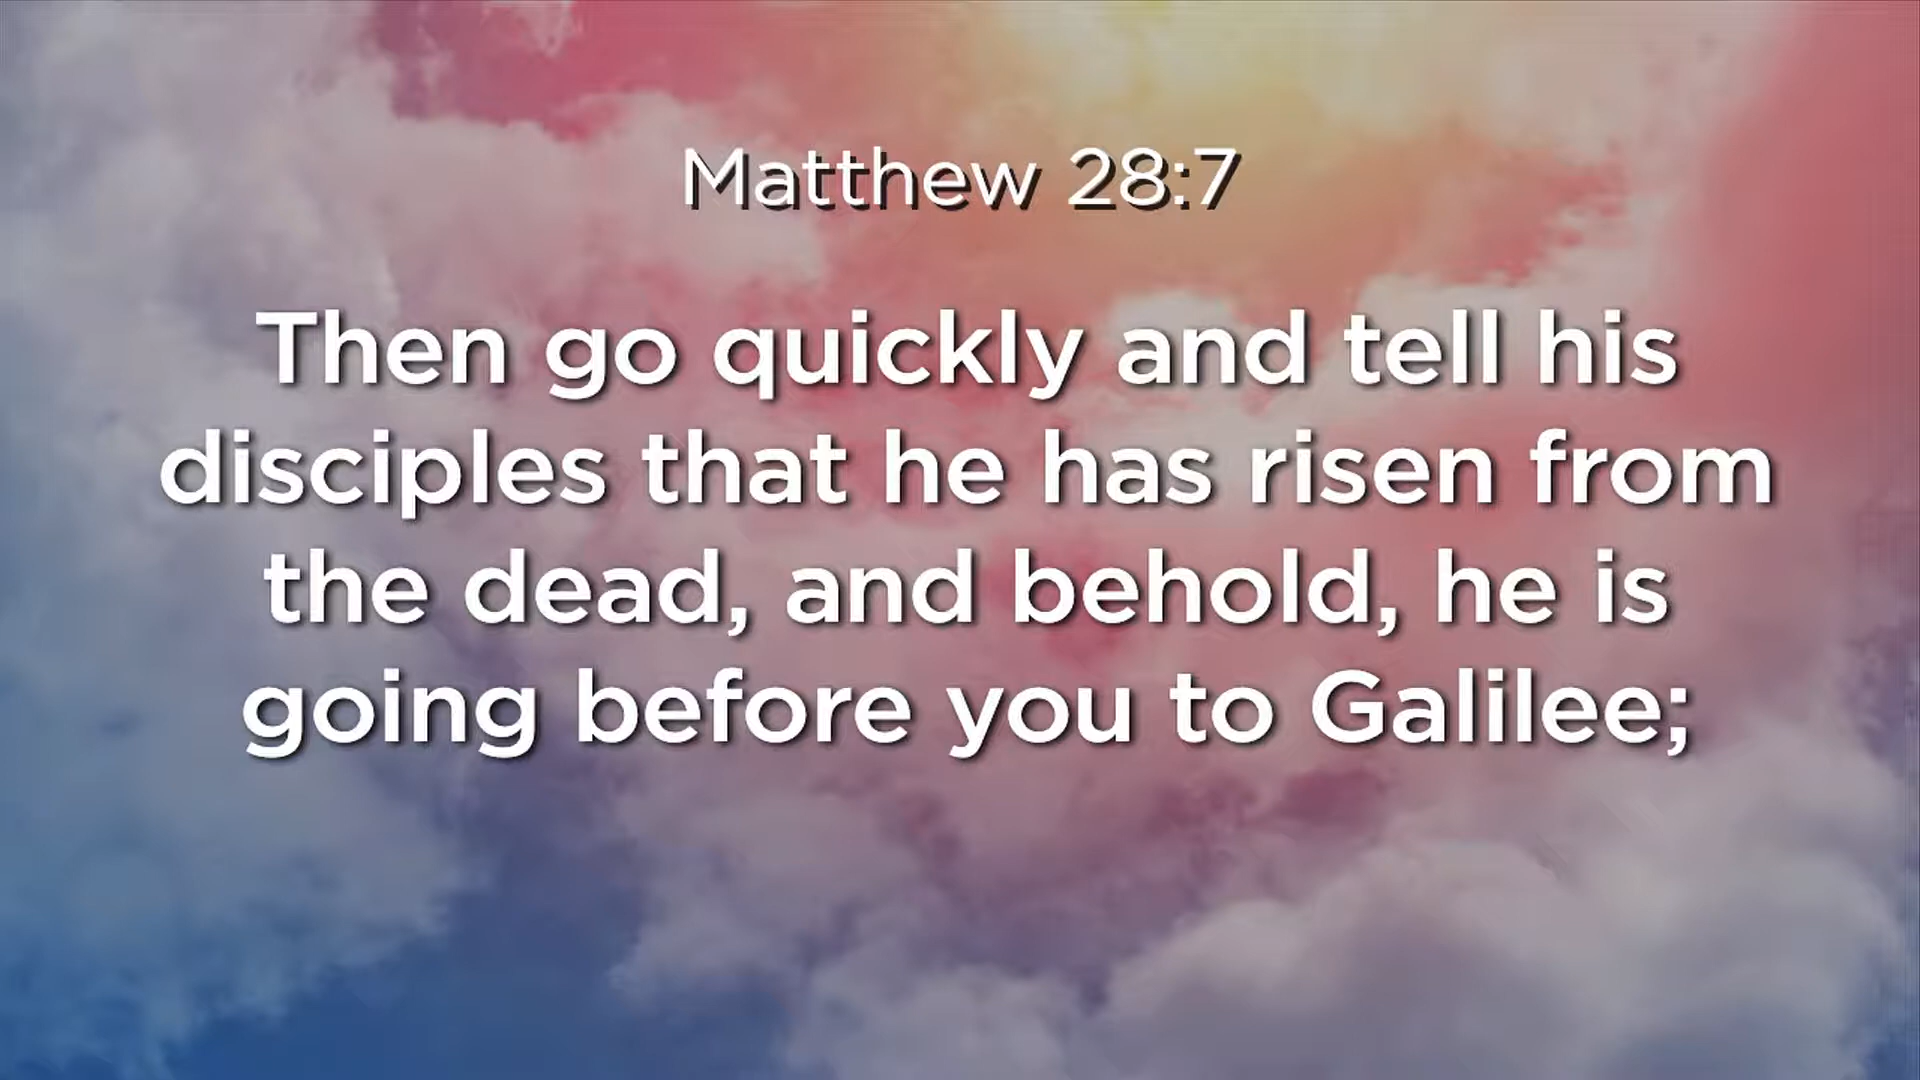 Matthew 28:7
Then go quickly and tell his
disciples that he has risen from
the dead, and behold, he is
going before you to Galilee;